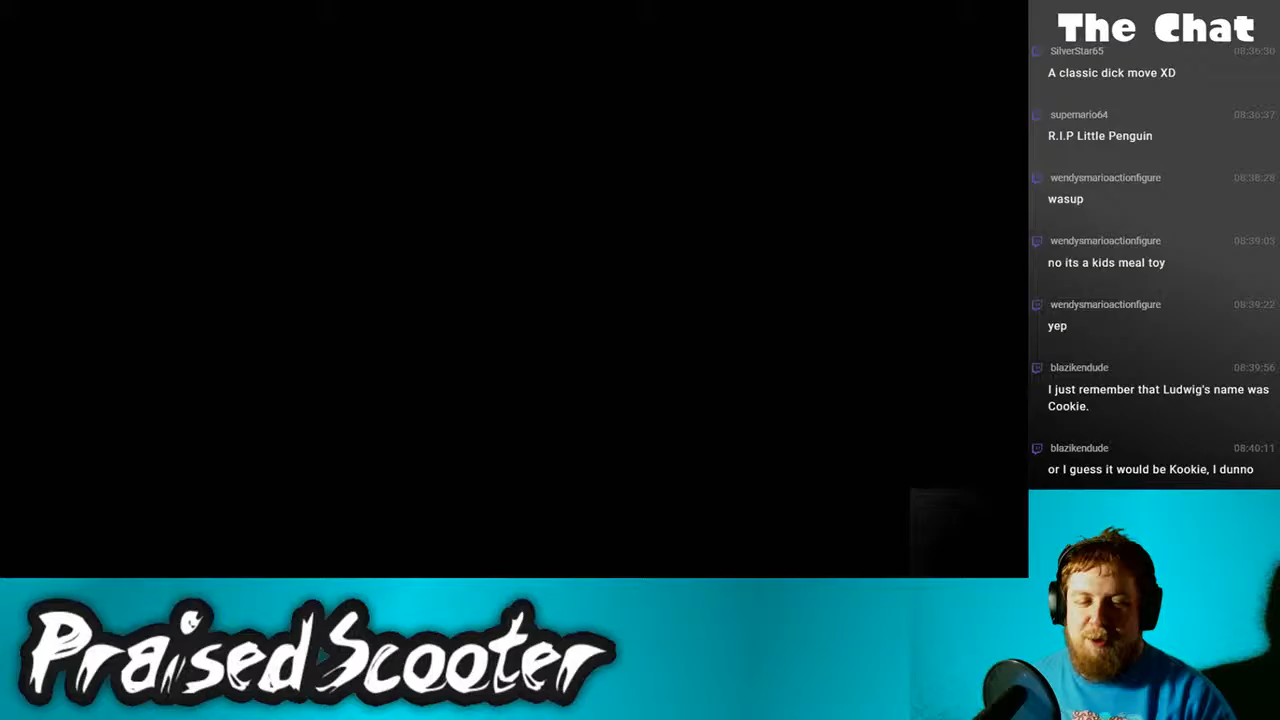 The Chat
SilverStar65 08:36:30
A classic dick move XD
supemario64 08:36:37
R.I.P Little Penguin
wendysmarioactionfigure 08:38:28
wasup
wendysmarioactionfigure 08:39:03
no its a kids meal toy
wendysmarioactionfigure 08:39:22
yep
blazikendude 08:39:56
I just remember that Ludwig's name was
Cookie.
blazikendude 08:40:11
or I guess it would be Kookie, I dunno
PraisedScooter